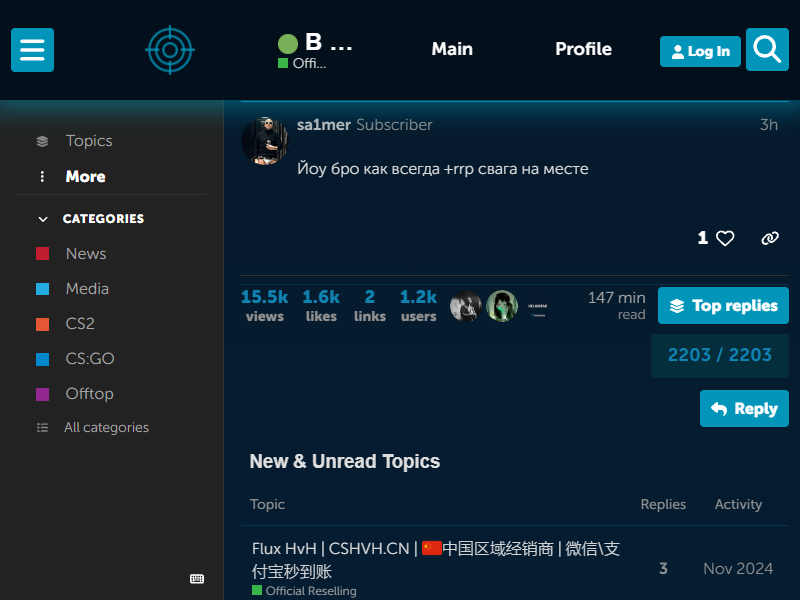 B ...
Offi...
Main
Profile
Log In
Topics
More
CATEGORIES
News
Media
CS2
CS:GO
Offtop
All categories
sa1mer Subscriber
3h
Йоу бро как всегда +rrp свага на месте
1
15.5k views
1.6k likes
2 links
1.2k users
147 min read
Top replies
2203 / 2203
Reply
New & Unread Topics
Topic Replies Activity
Flux HvH | CSHVH.CN | 🇨🇳中国区域经销商 | 微信\支
付宝秒到账
Official Reselling
3
Nov 2024